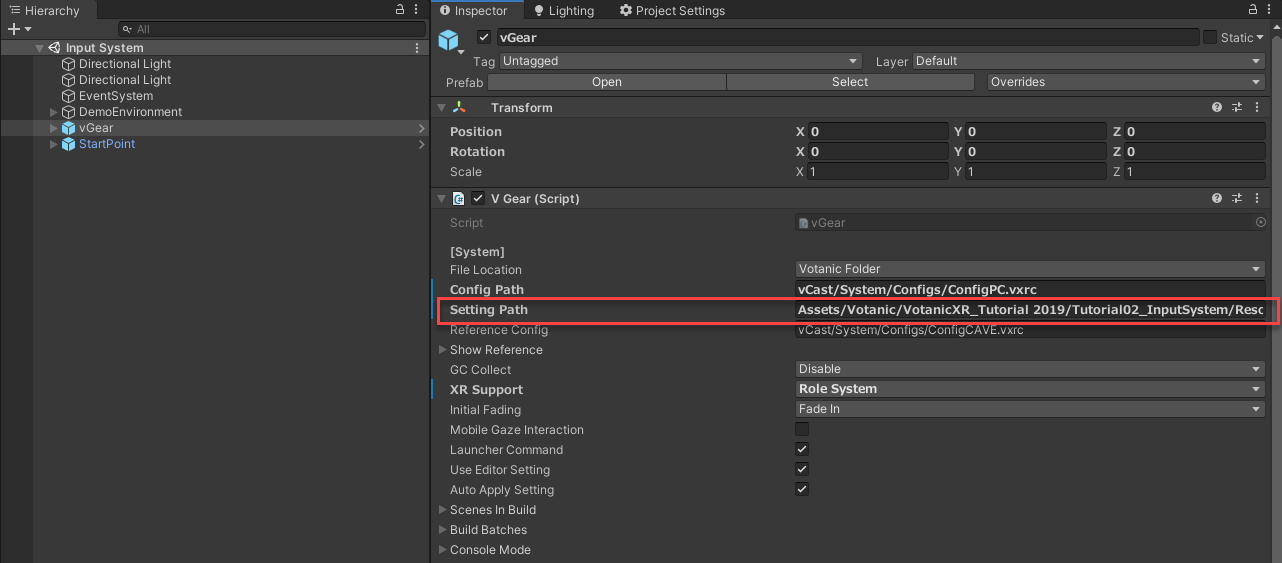 Hierarchy
All
Input System
Directional Light
Directional Light
EventSystem
DemoEnvironment
vGear
StartPoint
Inspector Lighting Project Settings
vGear Static
Tag Untagged Layer Default
Prefab Open Select Overrides
Transform
Position X 0 Y 0 Z 0
Rotation X 0 Y 0 Z 0
Scale X 1 Y 1 Z 1
V Gear (Script)
Script vGear
[System]
File Location Votanic Folder
Config Path vCast/System/Configs/ConfigPC.vxrc
Setting Path Assets/Votanic/VotanicXR_Tutorial 2019/Tutorial02_InputSystem/Resc
Reference Config vCast/System/Configs/ConfigCAVE.vxrc
Show Reference
GC Collect Disable
XR Support Role System
Initial Fading Fade In
Mobile Gaze Interaction
Launcher Command
Use Editor Setting
Auto Apply Setting
Scenes In Build
Build Batches
Console Mode